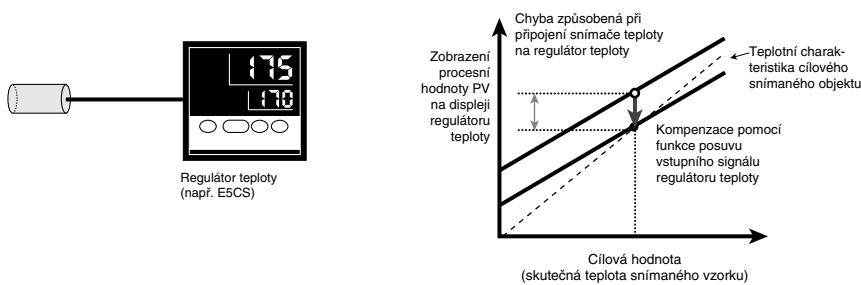 175
170
Regulátor teploty
(např. E5CS)
Chyba způsobená při
připojení snímače teploty
na regulátor teploty
Zobrazení
procesní
hodnoty PV
na displeji
regulátoru
teploty
Teplotní charak-
teristika cílového
snímaného objektu
Kompenzace pomocí
funkce posuvu
vstupního signálu
regulátoru teploty
Cílová hodnota
(skutečná teplota snímaného vzorku)